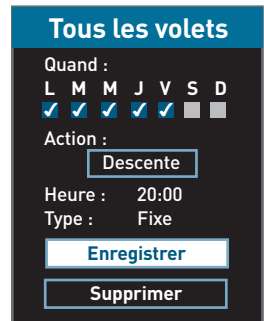 Tous les volets
Quand :
L M M J V S D
Action :
Descente
Heure : 20:00
Type : Fixe
Enregistrer
Supprimer